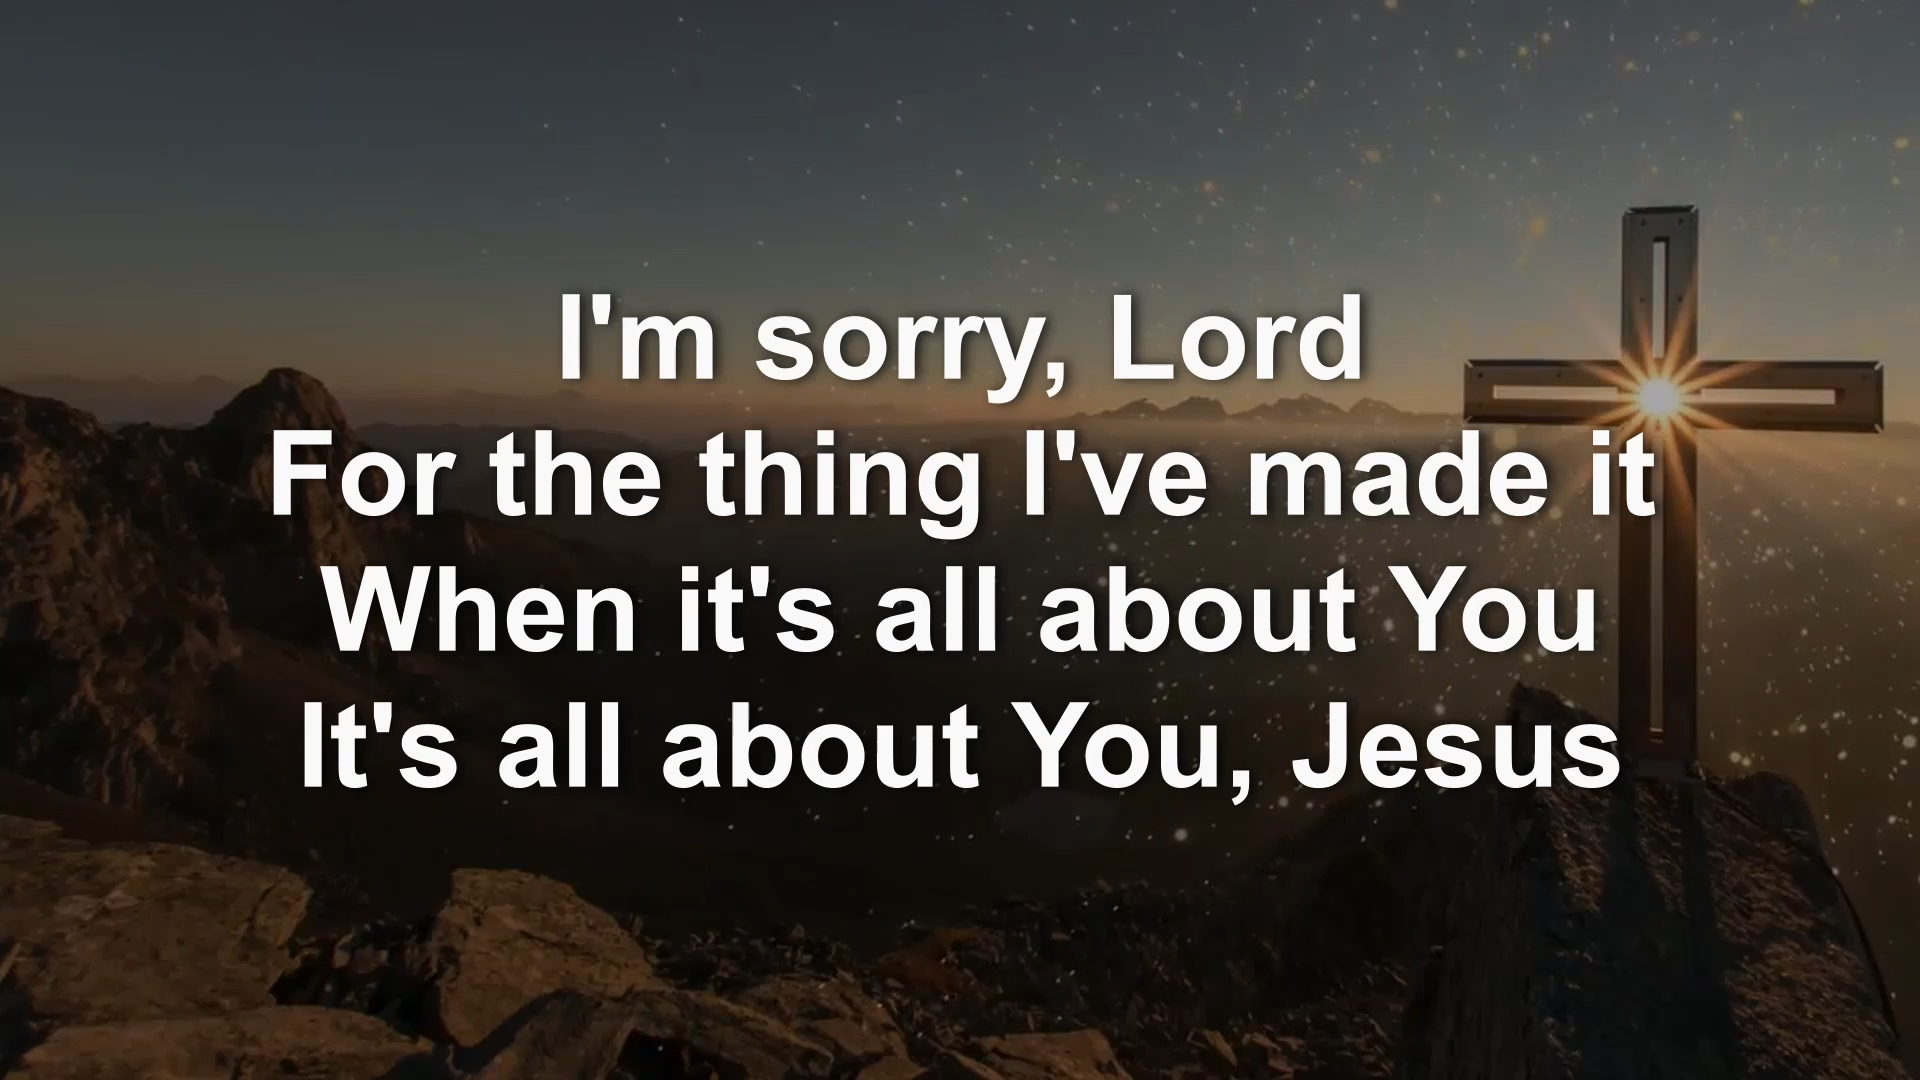 I'm sorry, Lord
For the thing I've made it
When it's all about You
It's all about You, Jesus